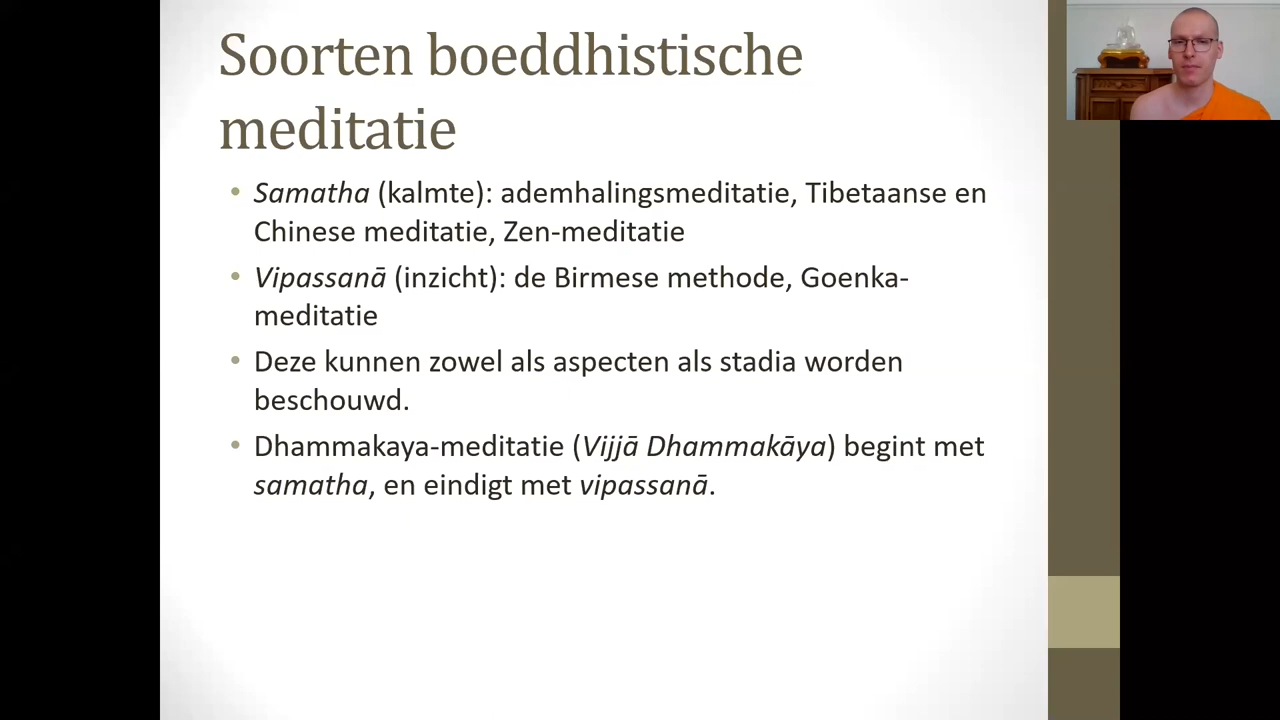 Soorten boeddhistische
meditatie
• Samatha (kalmte): ademhalingsmeditatie, Tibetaanse en
Chinese meditatie, Zen-meditatie
• Vipassanā (inzicht): de Birmese methode, Goenka-
meditatie
• Deze kunnen zowel als aspecten als stadia worden
beschouwd.
• Dhammakaya-meditatie (Vijjā Dhammakāya) begint met
samatha, en eindigt met vipassanā.